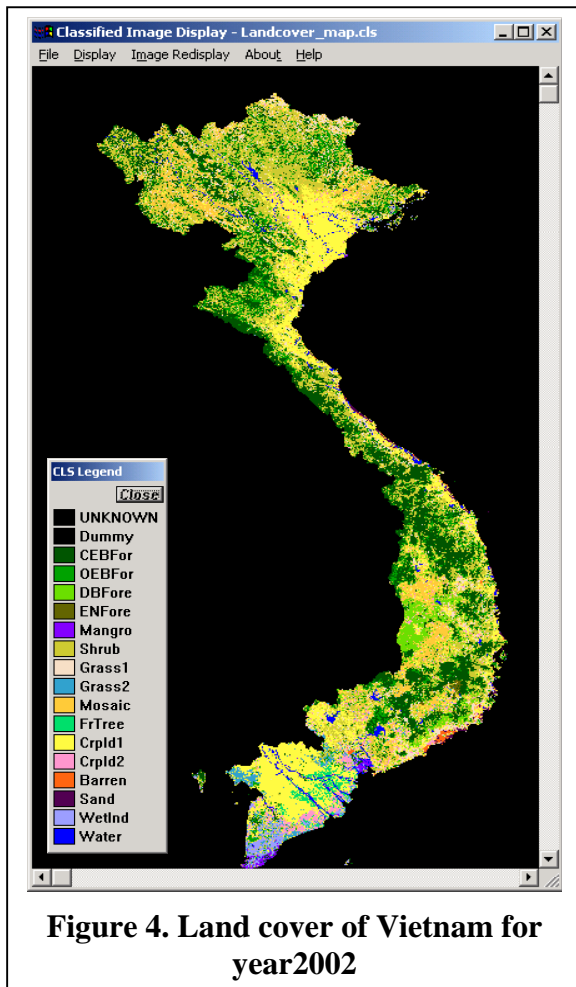 Classified Image Display - Landcover_map.cls
File Display Image Redisplay About Help
CLS Legend
Close
UNKNOWN
Dummy
CEBFor
OEBFor
DBFore
ENFore
Mangro
Shrub
Grass1
Grass2
Mosaic
FrTree
Crpld1
Crpld2
Barren
Sand
Wetlnd
Water
Figure 4. Land cover of Vietnam for
year2002